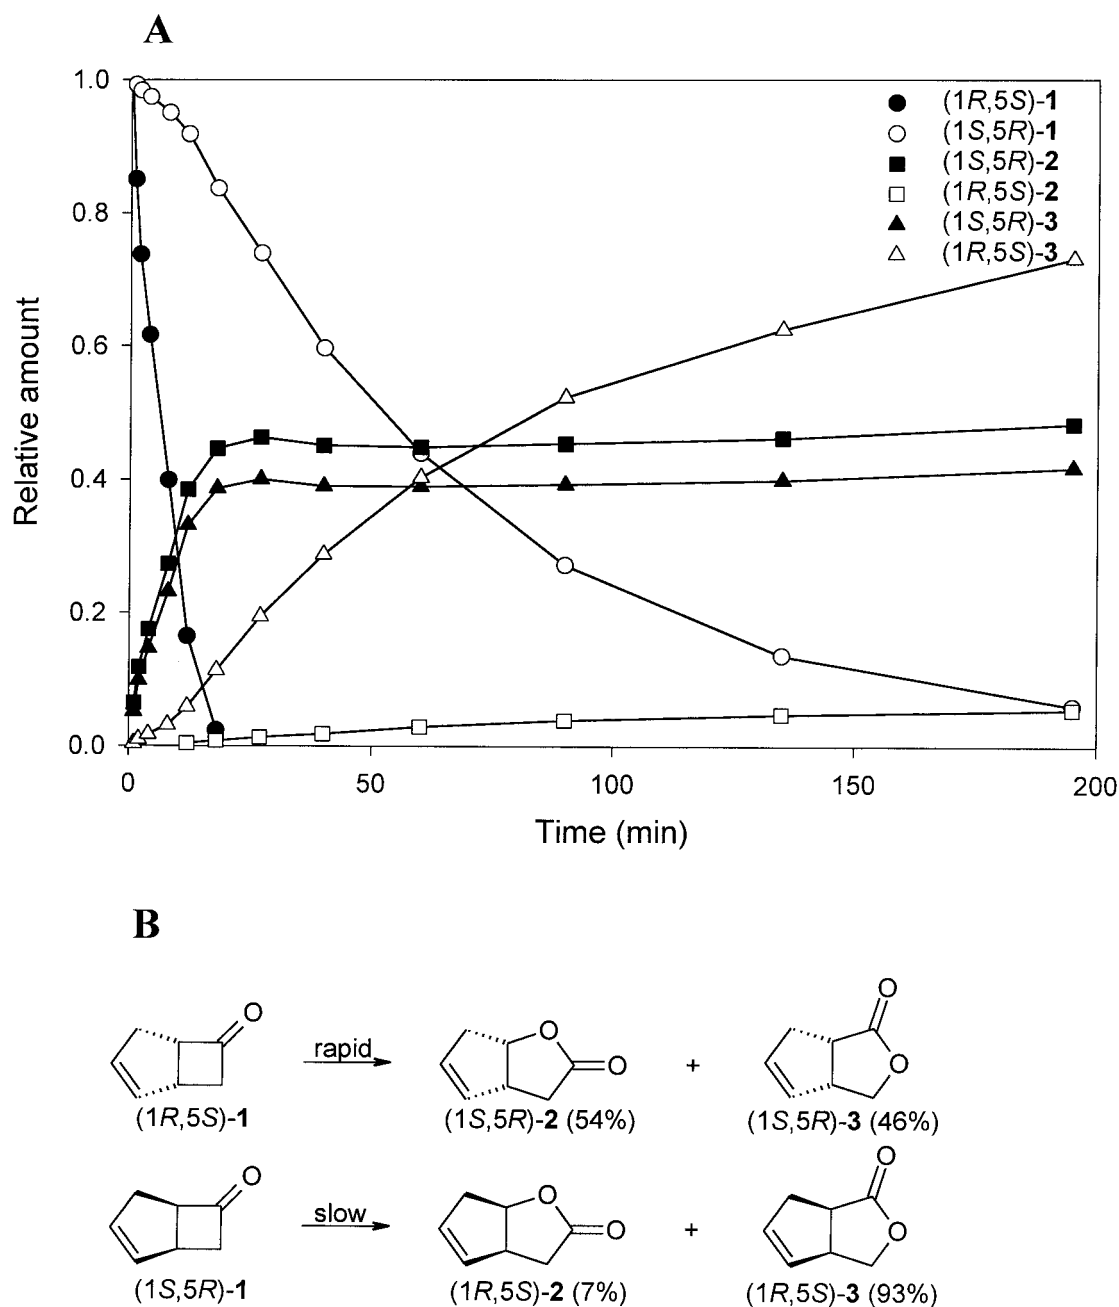 A
1.0
0.8
0.6
0.4
0.2
0.0
Relative amount
(1R,5S)-1
(1S,5R)-1
(1S,5R)-2
(1R,5S)-2
(1S,5R)-3
(1R,5S)-3
0 50 100 150 200
Time (min)
B
O
rapid
O
O
+
O
O
(1R,5S)-1
(1S,5R)-2 (54%)
(1S,5R)-3 (46%)
O
slow
O
O
+
O
O
(1S,5R)-1
(1R,5S)-2 (7%)
(1R,5S)-3 (93%)